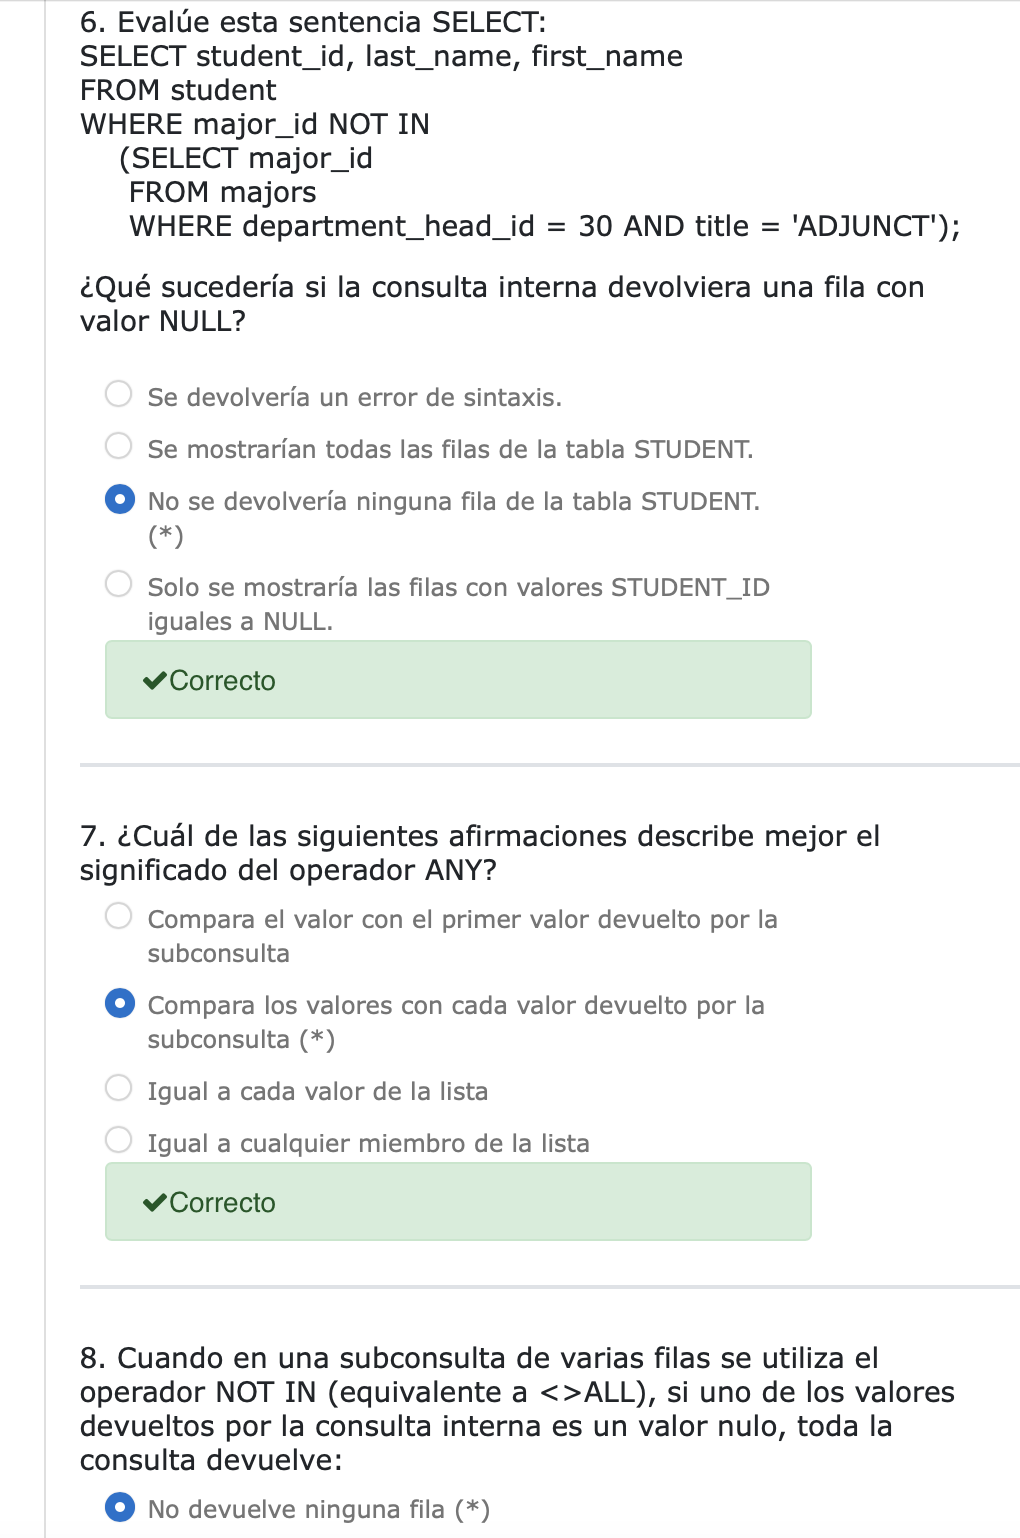 6. Evalúe esta sentencia SELECT:
SELECT student_id, last_name, first_name
FROM student
WHERE major_id NOT IN
(SELECT major_id
FROM majors
WHERE department_head_id = 30 AND title = 'ADJUNCT');
¿Qué sucedería si la consulta interna devolviera una fila con
valor NULL?
Se devolvería un error de sintaxis.
Se mostrarían todas las filas de la tabla STUDENT.
No se devolvería ninguna fila de la tabla STUDENT.
(*)
Solo se mostraría las filas con valores STUDENT_ID
iguales a NULL.
✔Correcto
7. ¿Cuál de las siguientes afirmaciones describe mejor el
significado del operador ANY?
Compara el valor con el primer valor devuelto por la
subconsulta
Compara los valores con cada valor devuelto por la
subconsulta (*)
Igual a cada valor de la lista
Igual a cualquier miembro de la lista
✔Correcto
8. Cuando en una subconsulta de varias filas se utiliza el
operador NOT IN (equivalente a <>ALL), si uno de los valores
devueltos por la consulta interna es un valor nulo, toda la
consulta devuelve:
No devuelve ninguna fila (*)